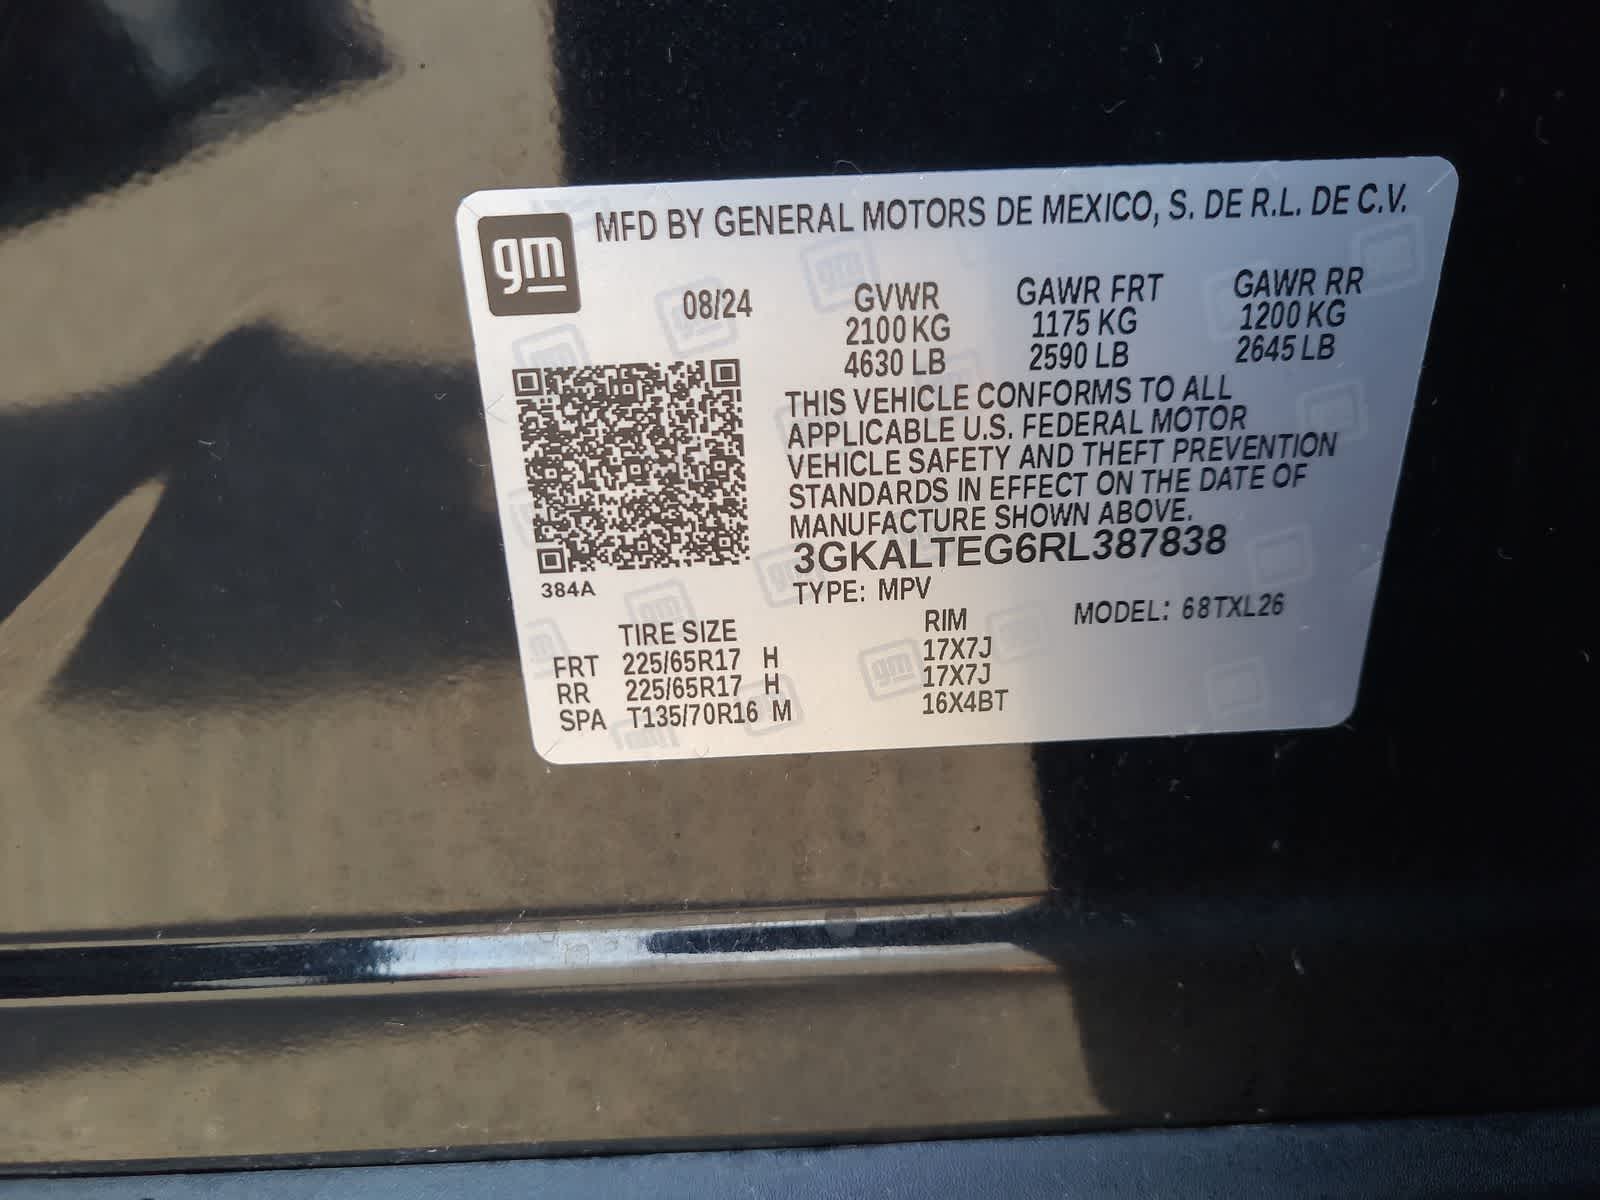 gm
MFD BY GENERAL MOTORS DE MEXICO, S. DE R.L. DE C.V.
08/24 GVWR GAWR FRT GAWR RR
2100 KG 1175 KG 1200 KG
4630 LB 2590 LB 2645 LB
THIS VEHICLE CONFORMS TO ALL
APPLICABLE U.S. FEDERAL MOTOR
VEHICLE SAFETY AND THEFT PREVENTION
STANDARDS IN EFFECT ON THE DATE OF
MANUFACTURE SHOWN ABOVE.
3GKALTEG6RL387838
384A
TYPE: MPV MODEL: 68TXL26
TIRE SIZE RIM
FRT 225/65R17 H 17X7J
RR 225/65R17 H 17X7J
SPA T135/70R16 M 16X4BT